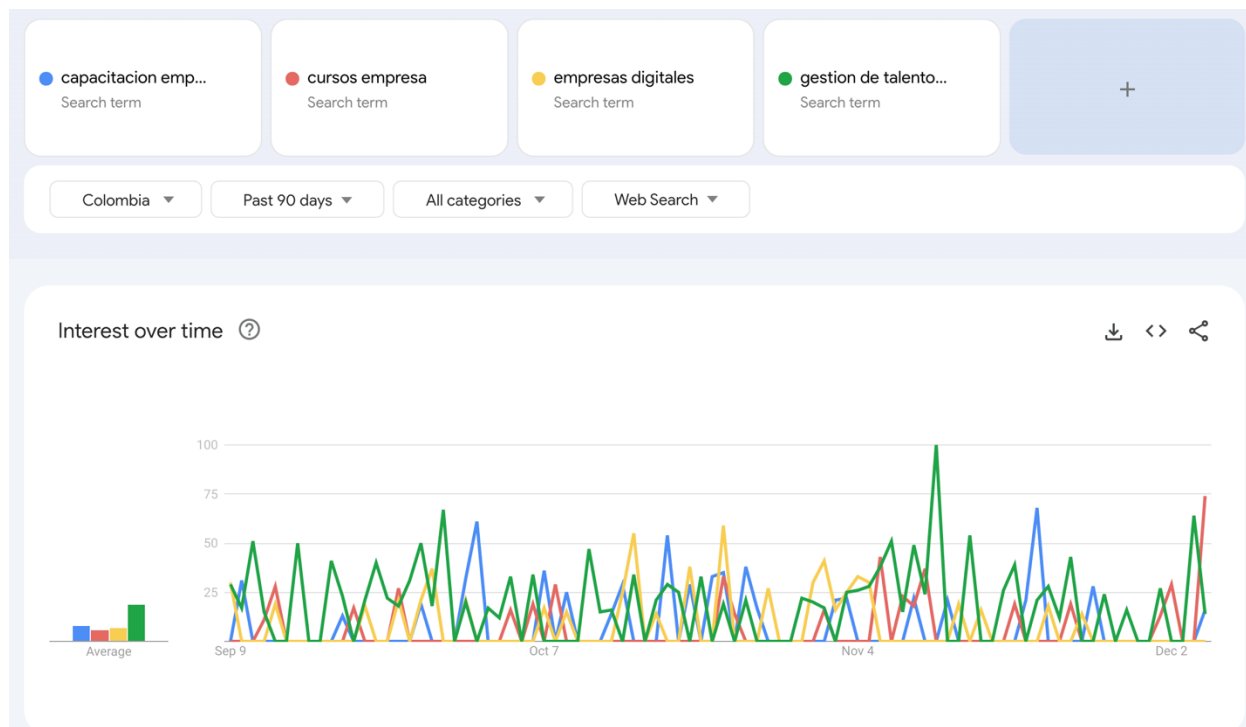 capacitacion emp...
Search term
cursos empresa
Search term
empresas digitales
Search term
gestion de talento...
Search term
+
Colombia
Past 90 days
All categories
Web Search
Interest over time ?
100
75
50
25
Average
Sep 9
Oct 7
Nov 4
Dec 2